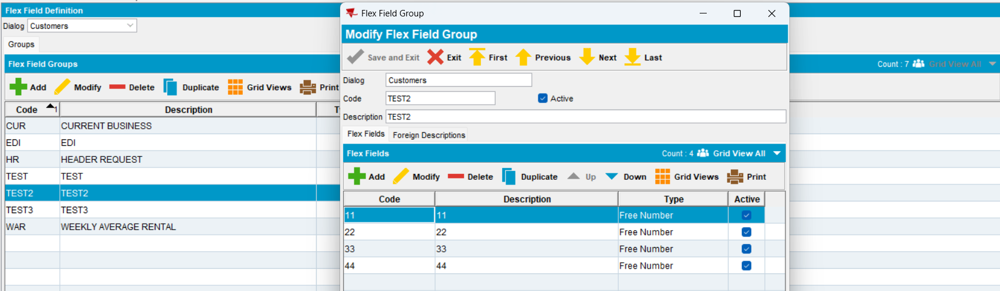 Flex Field Definition
Dialog Customers
Groups
Flex Field Groups
Count : 7 Grid View All
Add Modify Delete Duplicate Grid Views Print
Code 1 Description
CUR CURRENT BUSINESS
EDI EDI
HR HEADER REQUEST
TEST TEST
TEST2 TEST2
TEST3 TEST3
WAR WEEKLY AVERAGE RENTAL
Flex Field Group
Modify Flex Field Group
Save and Exit Exit First Previous Next Last
Dialog Customers
Code TEST2 Active
Description TEST2
Flex Fields Foreign Descriptions
Flex Fields Count : 4 Grid View All
Add Modify Delete Duplicate Up Down Grid Views Print
Code Description Type Active
11 11 Free Number
22 22 Free Number
33 33 Free Number
44 44 Free Number